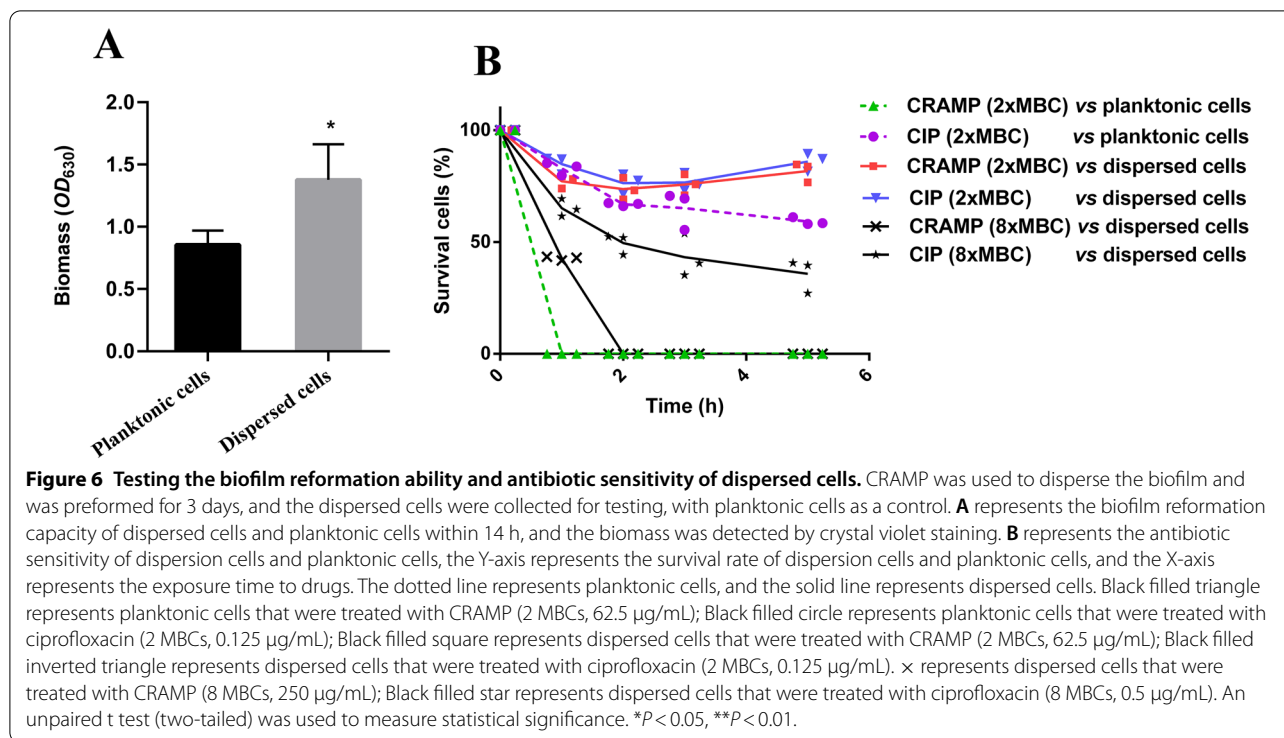 A
B
Biomass (OD630)
2.0
1.5
1.0
0.5
0.0
*
Planktonic cells
Dispersed cells
Survival cells (%)
100
50
0
0
2
4
6
Time (h)
CRAMP (2xMBC) vs planktonic cells
CIP (2xMBC) vs planktonic cells
CRAMP (2xMBC) vs dispersed cells
CIP (2xMBC) vs dispersed cells
CRAMP (8xMBC) vs dispersed cells
CIP (8xMBC) vs dispersed cells
Figure 6 Testing the biofilm reformation ability and antibiotic sensitivity of dispersed cells. CRAMP was used to disperse the biofilm and
was preformed for 3 days, and the dispersed cells were collected for testing, with planktonic cells as a control. A represents the biofilm reformation
capacity of dispersed cells and planktonic cells within 14 h, and the biomass was detected by crystal violet staining. B represents the antibiotic
sensitivity of dispersion cells and planktonic cells, the Y-axis represents the survival rate of dispersion cells and planktonic cells, and the X-axis
represents the exposure time to drugs. The dotted line represents planktonic cells, and the solid line represents dispersed cells. Black filled triangle
represents planktonic cells that were treated with CRAMP (2 MBCs, 62.5 μg/mL); Black filled circle represents planktonic cells that were treated with
ciprofloxacin (2 MBCs, 0.125 μg/mL); Black filled square represents dispersed cells that were treated with CRAMP (2 MBCs, 62.5 μg/mL); Black filled
inverted triangle represents dispersed cells that were treated with ciprofloxacin (2 MBCs, 0.125 μg/mL). × represents dispersed cells that were
treated with CRAMP (8 MBCs, 250 μg/mL); Black filled star represents dispersed cells that were treated with ciprofloxacin (8 MBCs, 0.5 μg/mL). An
unpaired t test (two-tailed) was used to measure statistical significance. *P < 0.05, **P < 0.01.